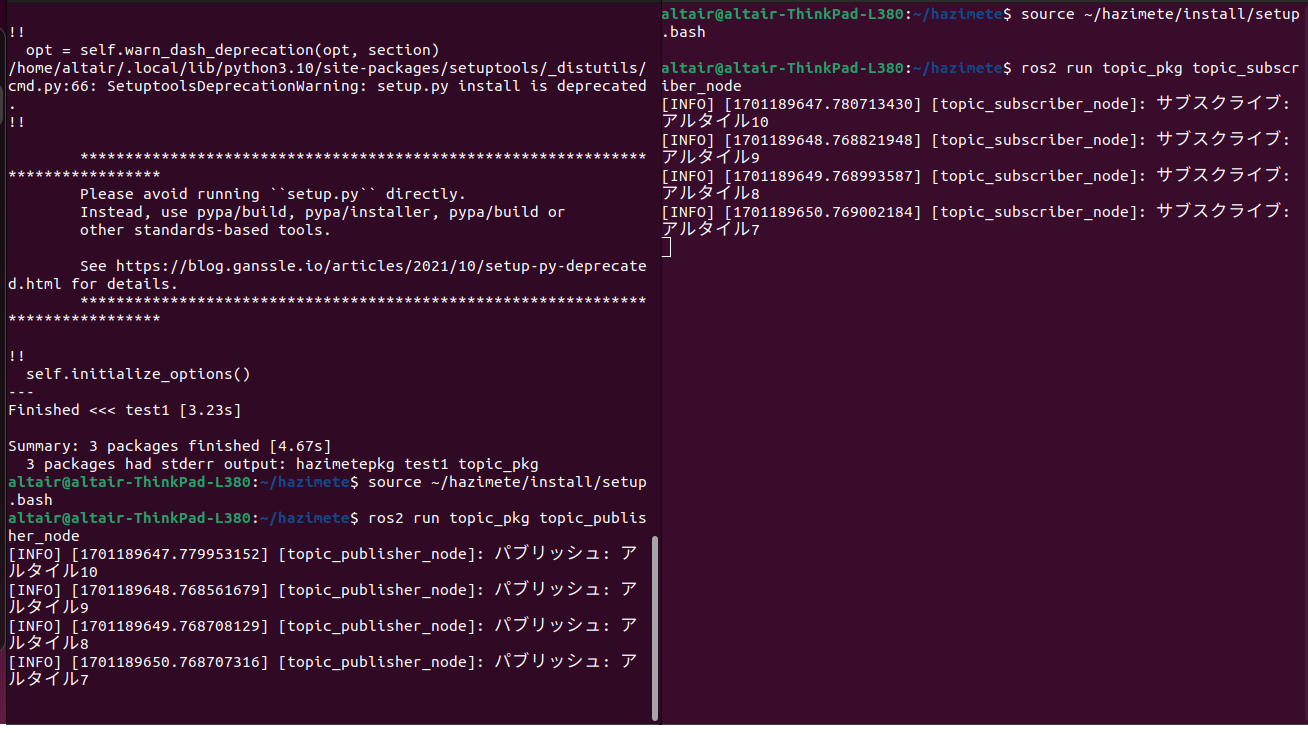 !!
  opt = self.warn_dash_deprecation(opt, section)
/home/altair/.local/lib/python3.10/site-packages/setuptools/_distutils/
cmd.py:66: SetuptoolsDeprecationWarning: setup.py install is deprecated
.
!!
        ***************************************************************
*****************
        Please avoid running ``setup.py`` directly.
        Instead, use pypa/build, pypa/installer, pypa/build or
        other standards-based tools.
        See https://blog.ganssle.io/articles/2021/10/setup-py-deprecate
d.html for details.
        ***************************************************************
*****************
!!
  self.initialize_options()
---
Finished <<< test1 [3.23s]
Summary: 3 packages finished [4.67s]
  3 packages had stderr output: hazimetepkg test1 topic_pkg
altair@altair-ThinkPad-L380:~/hazimete$ source ~/hazimete/install/setup
.bash
altair@altair-ThinkPad-L380:~/hazimete$ ros2 run topic_pkg topic_publis
her_node
[INFO] [1701189647.779953152] [topic_publisher_node]: パブリッシュ: ア
ルタイル10
[INFO] [1701189648.768561679] [topic_publisher_node]: パブリッシュ: ア
ルタイル9
[INFO] [1701189649.768708129] [topic_publisher_node]: パブリッシュ: ア
ルタイル8
[INFO] [1701189650.768707316] [topic_publisher_node]: パブリッシュ: ア
ルタイル7
altair@altair-ThinkPad-L380:~/hazimete$ source ~/hazimete/install/setup
.bash
altair@altair-ThinkPad-L380:~/hazimete$ ros2 run topic_pkg topic_subscr
iber_node
[INFO] [1701189647.780713430] [topic_subscriber_node]: サブスクライブ:
アルタイル10
[INFO] [1701189648.768821948] [topic_subscriber_node]: サブスクライブ:
アルタイル9
[INFO] [1701189649.768993587] [topic_subscriber_node]: サブスクライブ:
アルタイル8
[INFO] [1701189650.769002184] [topic_subscriber_node]: サブスクライブ:
アルタイル7